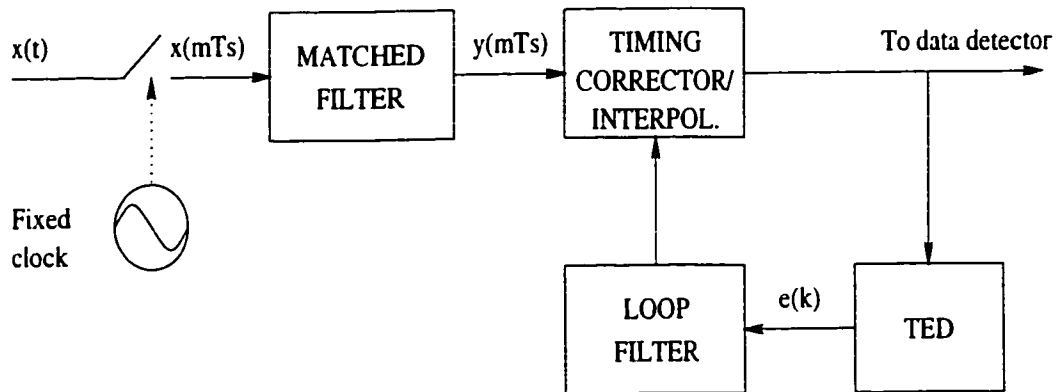 x(t)
x(mTs)
MATCHED
FILTER
y(mTs)
TIMING
CORRECTOR/
INTERPOL.
To data detector
Fixed
clock
LOOP
FILTER
e(k)
TED